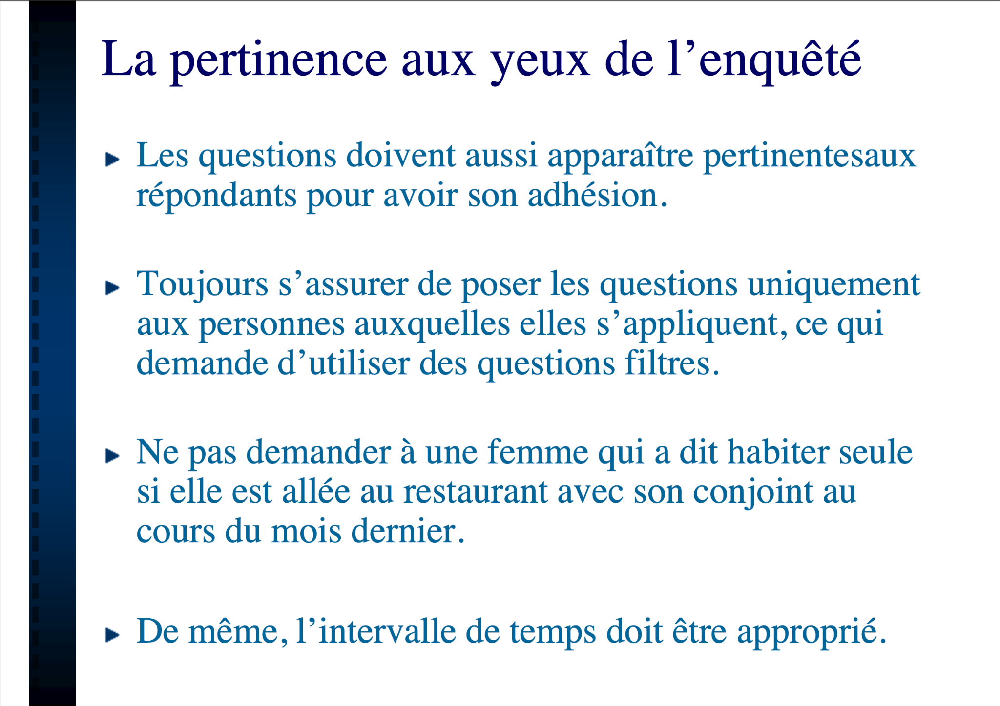 La pertinence aux yeux de l’enquêté
Les questions doivent aussi apparaître pertinentesaux
répondants pour avoir son adhésion.
Toujours s’assurer de poser les questions uniquement
aux personnes auxquelles elles s’appliquent, ce qui
demande d’utiliser des questions filtres.
Ne pas demander à une femme qui a dit habiter seule
si elle est allée au restaurant avec son conjoint au
cours du mois dernier.
De même, l’intervalle de temps doit être approprié.